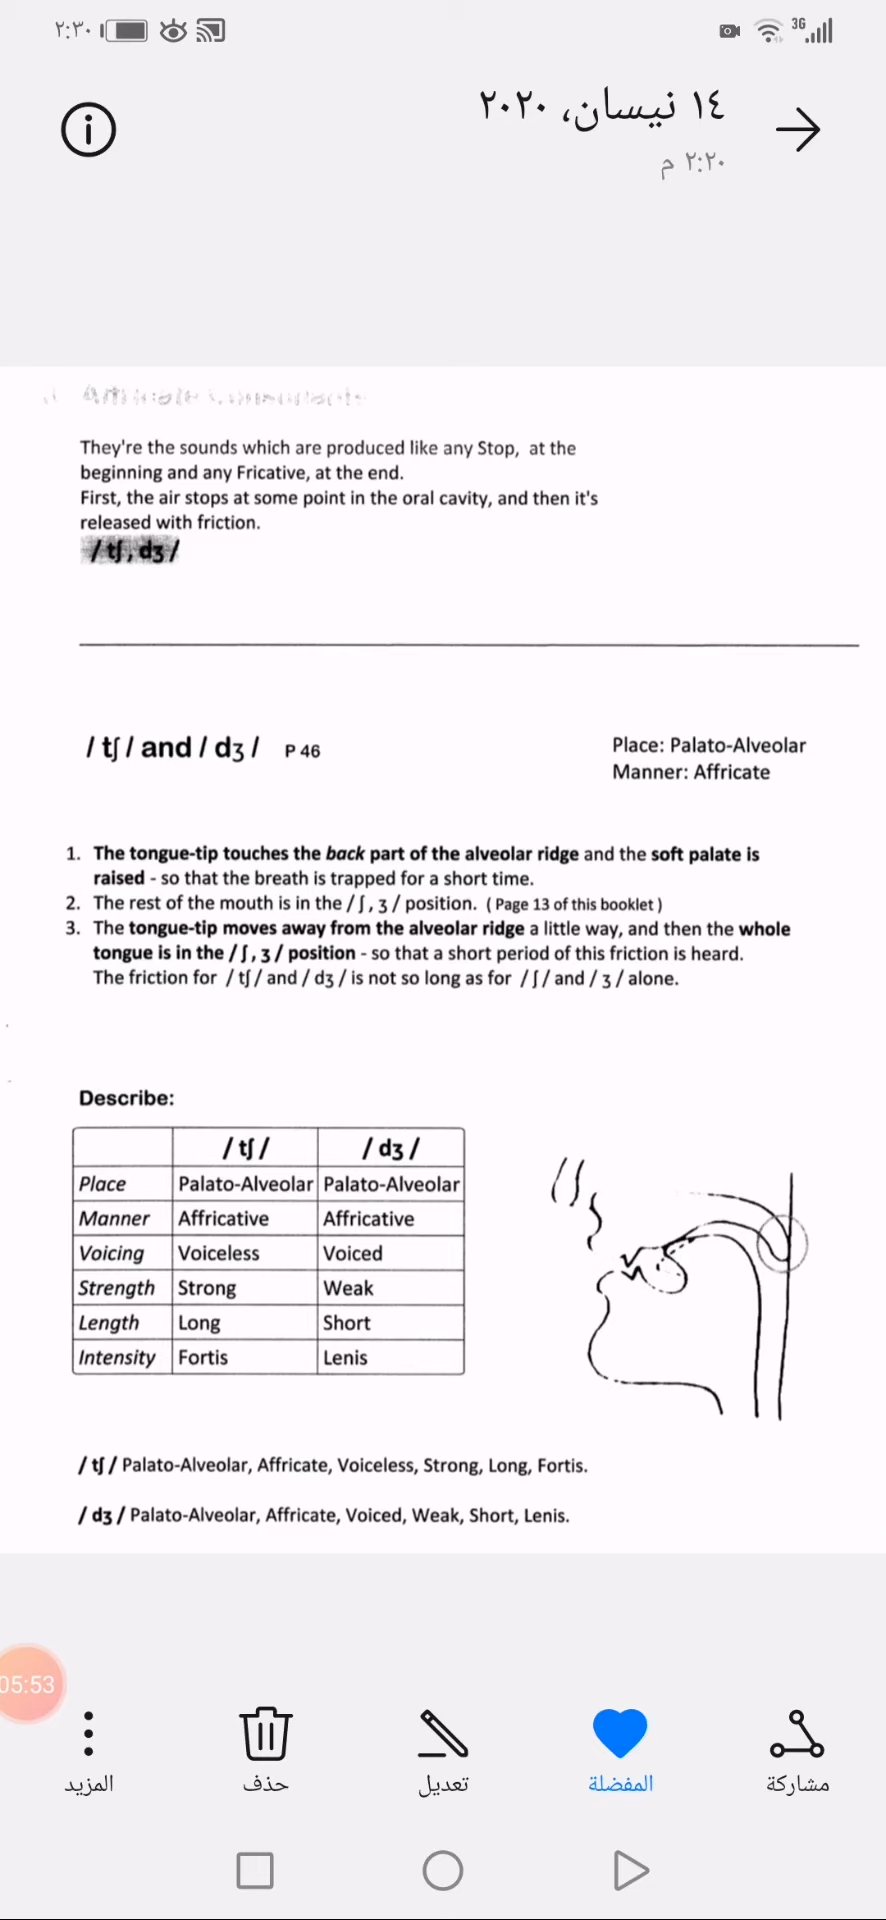 ٢:٣٠
3G
١٤ نيسان، ٢٠٢٠
٢:٢٠ م
Affricate Consonants
They're the sounds which are produced like any Stop, at the
beginning and any Fricative, at the end.
First, the air stops at some point in the oral cavity, and then it's
released with friction.
/ tʃ , dʒ /
/ tʃ / and / dʒ / P 46
Place: Palato-Alveolar
Manner: Affricate
1. The tongue-tip touches the back part of the alveolar ridge and the soft palate is
raised - so that the breath is trapped for a short time.
2. The rest of the mouth is in the / ʃ , ʒ / position. ( Page 13 of this booklet )
3. The tongue-tip moves away from the alveolar ridge a little way, and then the whole
tongue is in the / ʃ , ʒ / position - so that a short period of this friction is heard.
The friction for / tʃ / and / dʒ / is not so long as for / ʃ / and / ʒ / alone.
Describe:
/ tʃ / / dʒ /
Place Palato-Alveolar Palato-Alveolar
Manner Affricative Affricative
Voicing Voiceless Voiced
Strength Strong Weak
Length Long Short
Intensity Fortis Lenis
/ tʃ / Palato-Alveolar, Affricate, Voiceless, Strong, Long, Fortis.
/ dʒ / Palato-Alveolar, Affricate, Voiced, Weak, Short, Lenis.
05:53
مشاركة
المفضلة
تعديل
حذف
المزيد